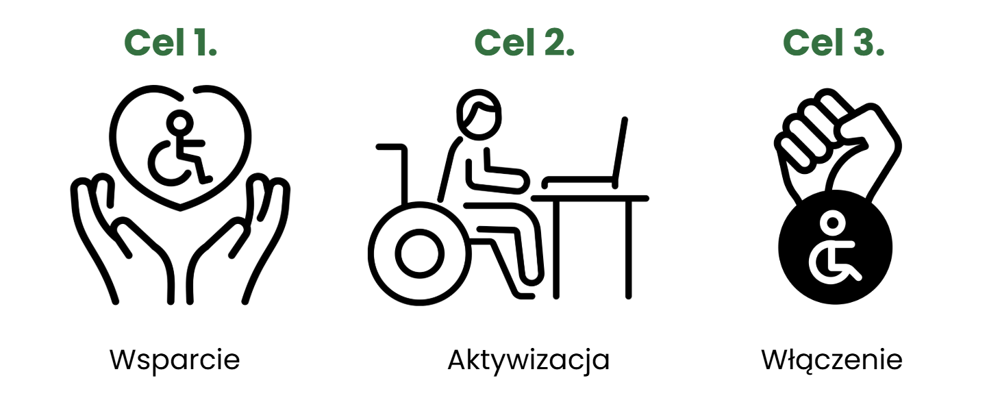 Cel 1.
Cel 2.
Cel 3.
Wsparcie
Aktywizacja
Włączenie